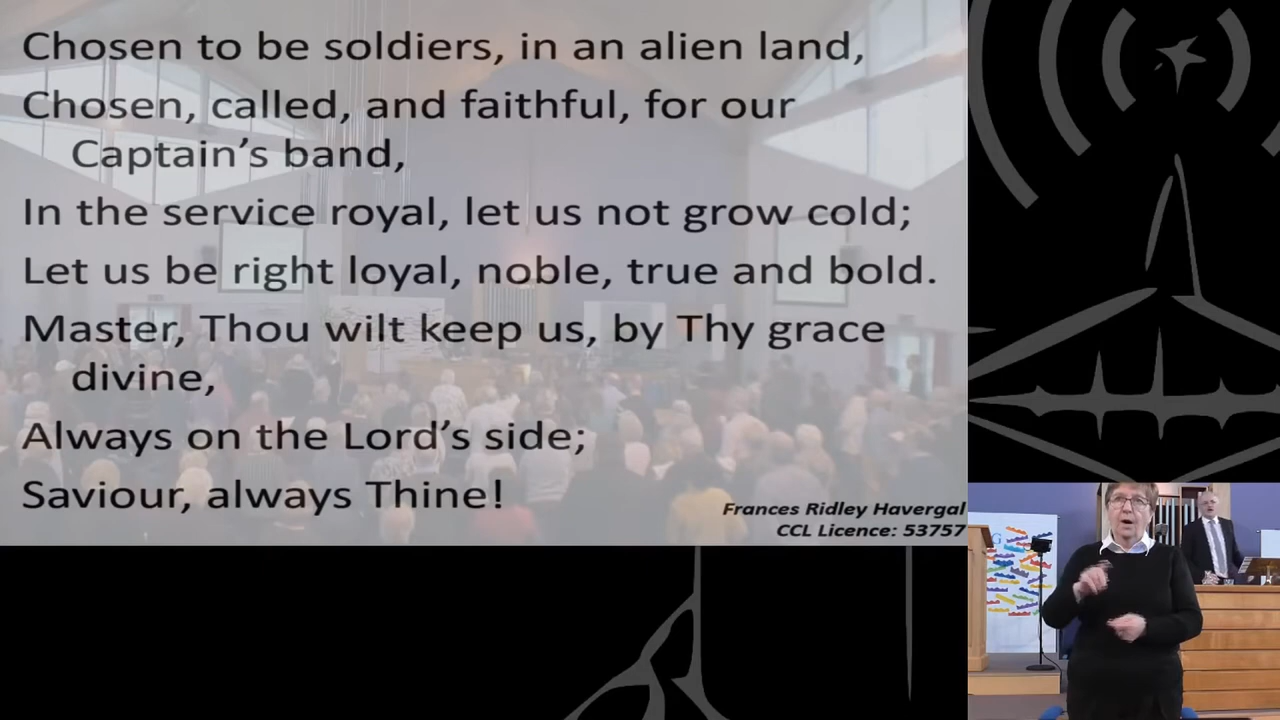 Chosen to be soldiers, in an alien land,
Chosen, called, and faithful, for our
Captain's band,
In the service royal, let us not grow cold;
Let us be right loyal, noble, true and bold.
Master, Thou wilt keep us, by Thy grace
divine,
Always on the Lord's side;
Saviour, always Thine!
Frances Ridley Havergal
CCL Licence: 53757